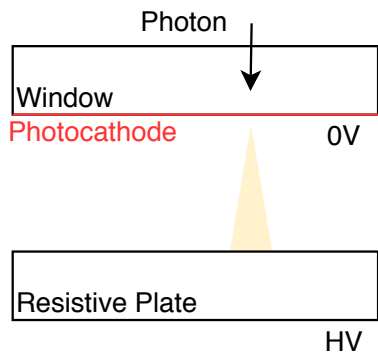 Photon
Window
Photocathode
0V
Resistive Plate
HV